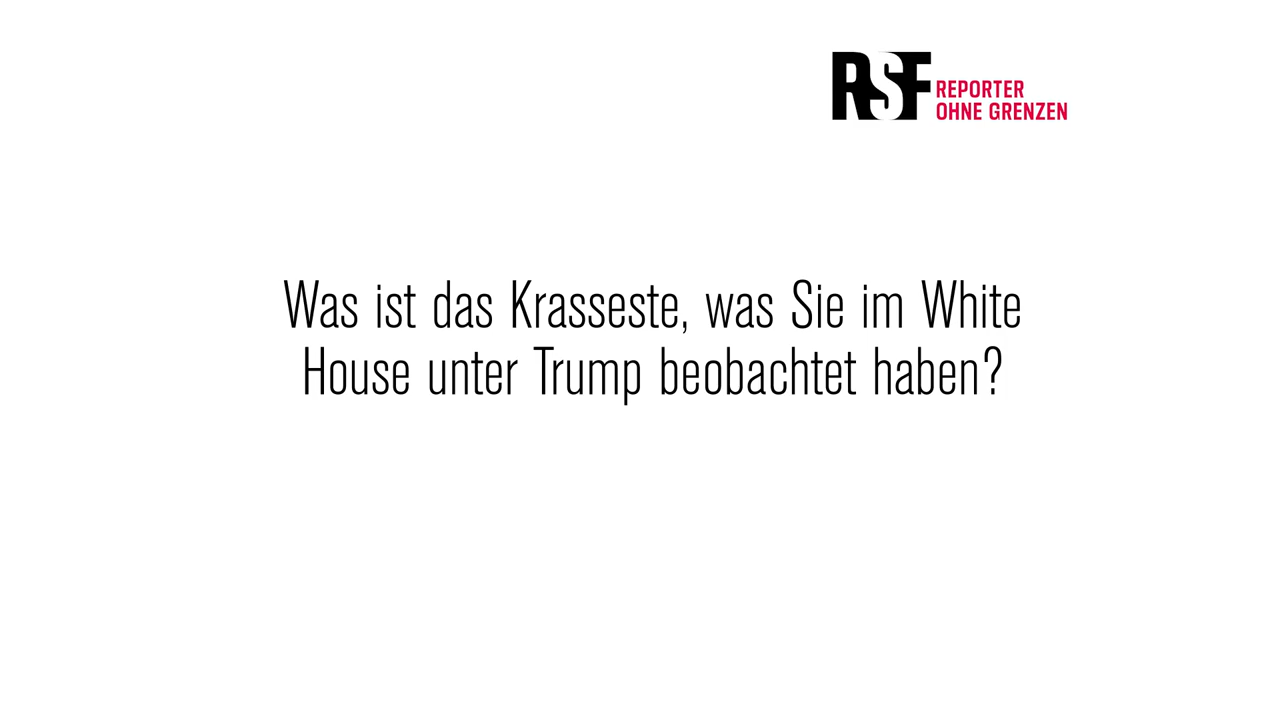 RSF REPORTER
OHNE GRENZEN
Was ist das Krasseste, was Sie im White
House unter Trump beobachtet haben?